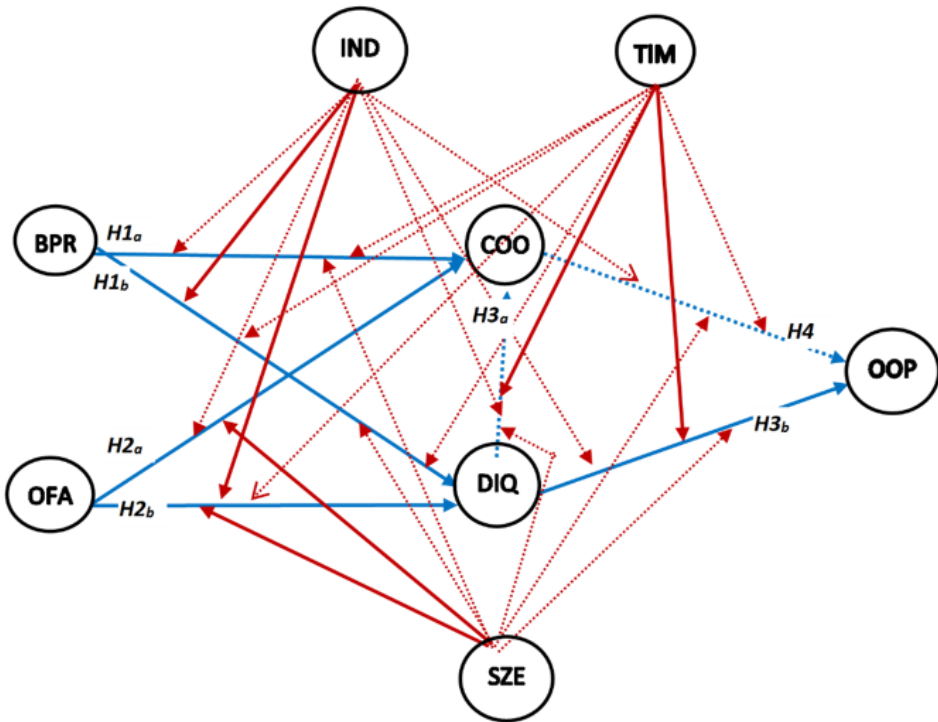 IND
TIM
BPR
H1a
COO
H1b
H3a
H4
OOP
H2a
H3b
OFA
H2b
DIQ
SZE